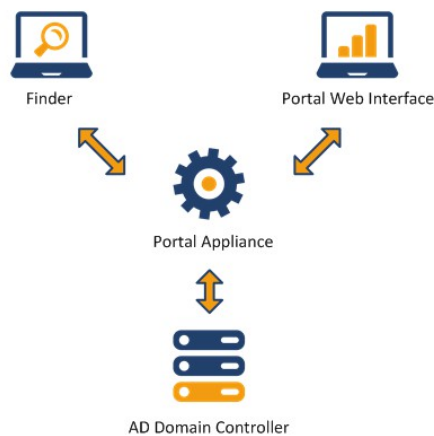 Finder
Portal Web Interface
Portal Appliance
AD Domain Controller